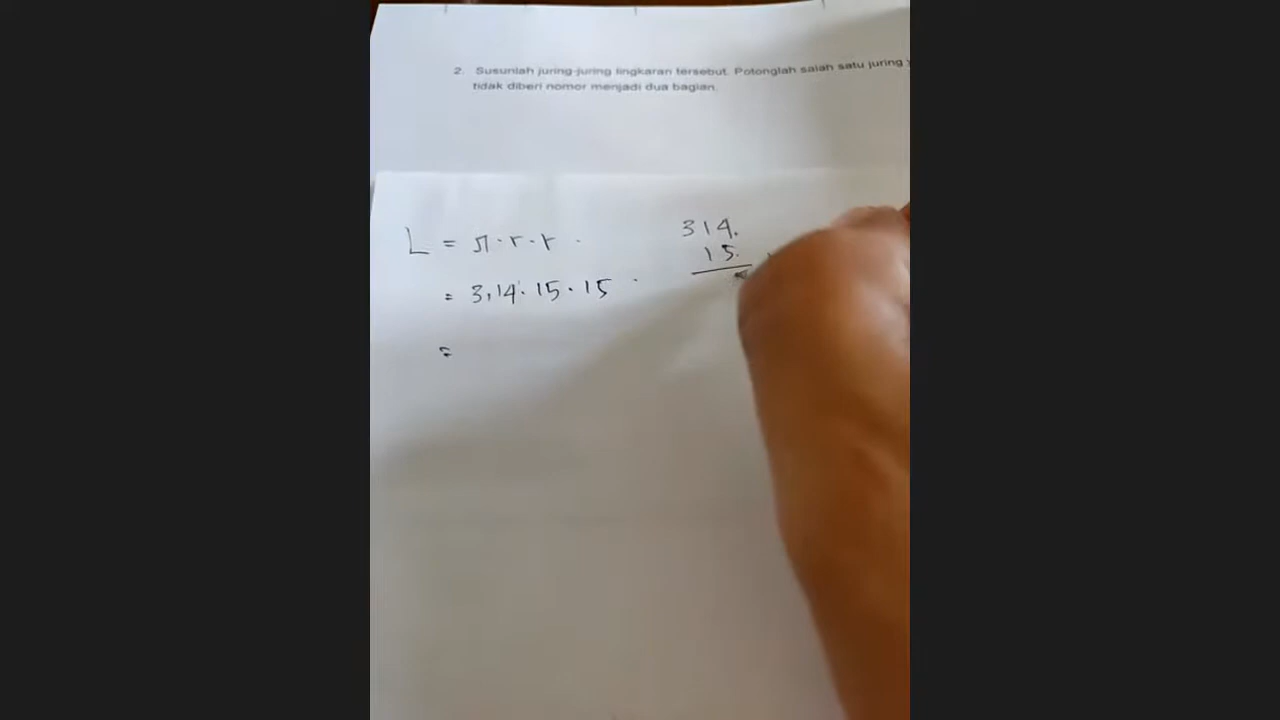 2. Susunlah juring-juring lingkaran tersebut. Potonglah salah satu juring
tidak diberi nomor menjadi dua bagian.
L = π · r · r
= 3,14 · 15 · 15
=
314
15